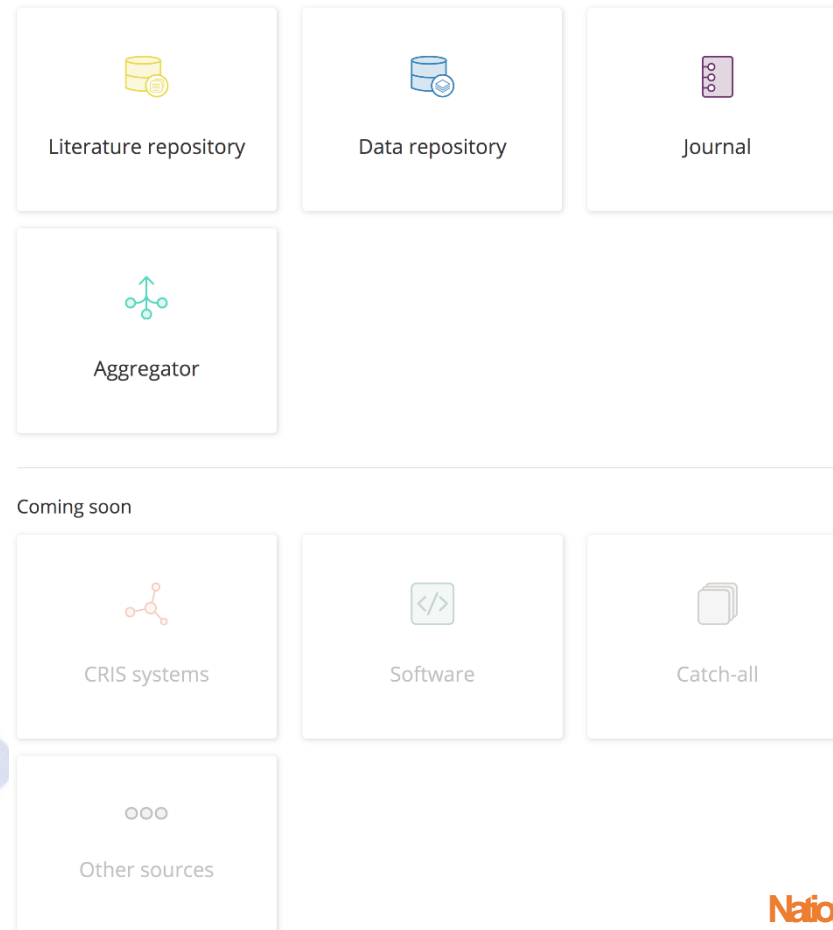 Literature repository
Data repository
Journal
Aggregator
Coming soon
CRIS systems
Software
Catch-all
Other sources